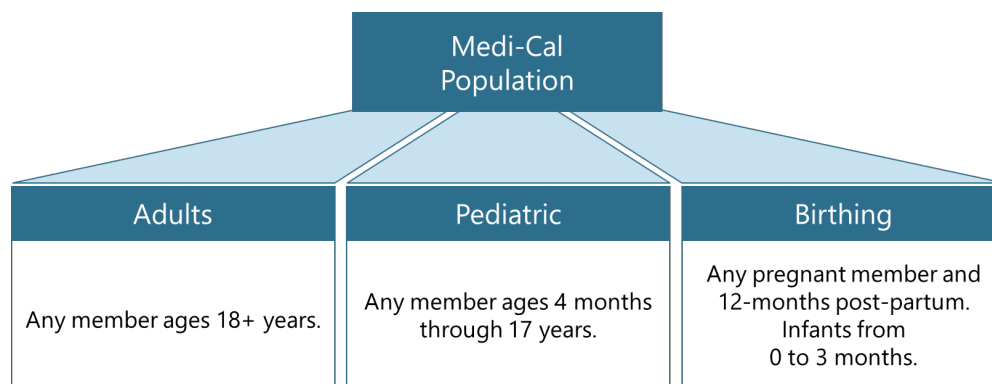 Medi-Cal
Population
Adults
Any member ages 18+ years.
Pediatric
Any member ages 4 months
through 17 years.
Birthing
Any pregnant member and
12-months post-partum.
Infants from
0 to 3 months.